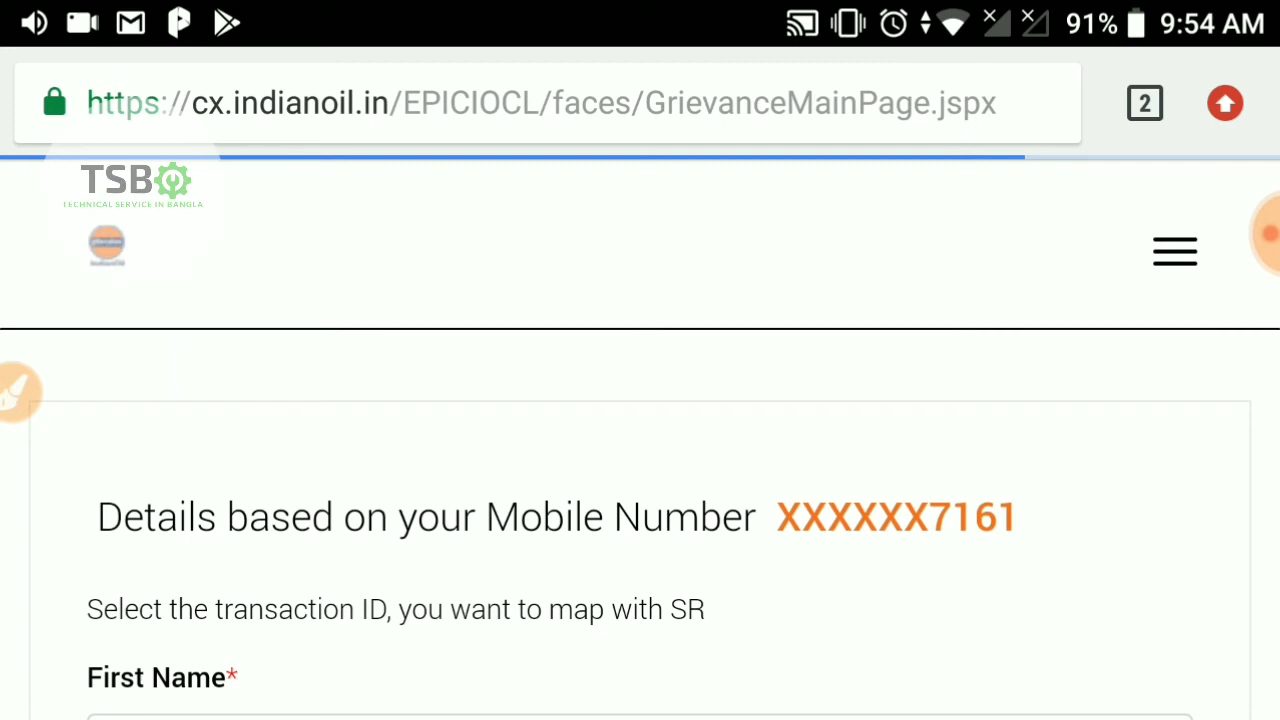 91% 9:54 AM
https://cx.indianoil.in/EPICIOCL/faces/GrievanceMainPage.jspx
2
TSB
TECHNICAL SERVICE IN BANGLA
Details based on your Mobile Number XXXXXX7161
Select the transaction ID, you want to map with SR
First Name*